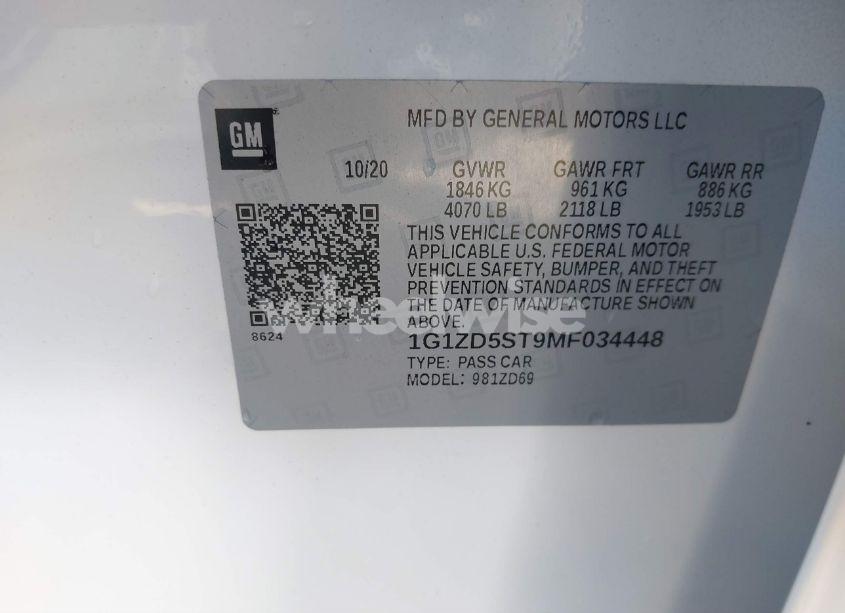 GM
MFD BY GENERAL MOTORS LLC
10/20 GVWR GAWR FRT GAWR RR
1846 KG 961 KG 886 KG
4070 LB 2118 LB 1953 LB
THIS VEHICLE CONFORMS TO ALL
APPLICABLE U.S. FEDERAL MOTOR
VEHICLE SAFETY, BUMPER, AND THEFT
PREVENTION STANDARDS IN EFFECT ON
THE DATE OF MANUFACTURE SHOWN
ABOVE.
wheelwise
8624
1G1ZD5ST9MF034448
TYPE: PASS CAR
MODEL: 981ZD69